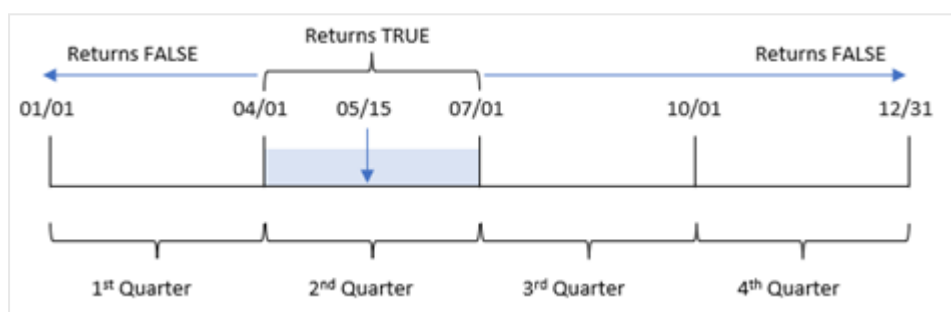 Returns TRUE
Returns FALSE
Returns FALSE
01/01
04/01
05/15
07/01
10/01
12/31
1st Quarter
2nd Quarter
3rd Quarter
4th Quarter